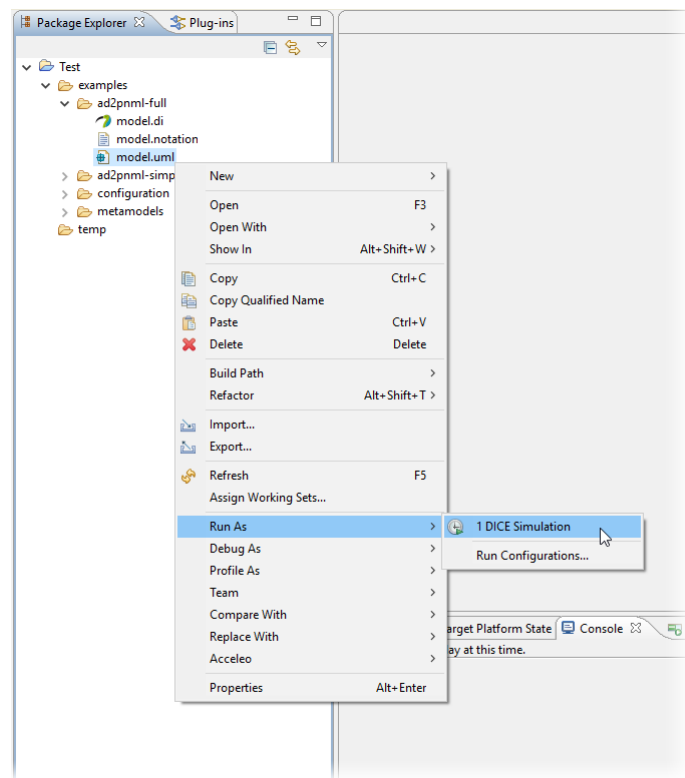 Package Explorer Plug-ins
Test
examples
ad2pnml-full
model.di
model.notation
model.uml
ad2pnml-simp
configuration
metamodels
temp
New
Open F3
Open With
Show In Alt+Shift+W
Copy Ctrl+C
Copy Qualified Name
Paste Ctrl+V
Delete Delete
Build Path
Refactor Alt+Shift+T
Import...
Export...
Refresh F5
Assign Working Sets...
Run As 1 DICE Simulation
Debug As Run Configurations...
Profile As
Team
Compare With
arget Platform State Console
Replace With
ay at this time.
Acceleo
Properties Alt+Enter